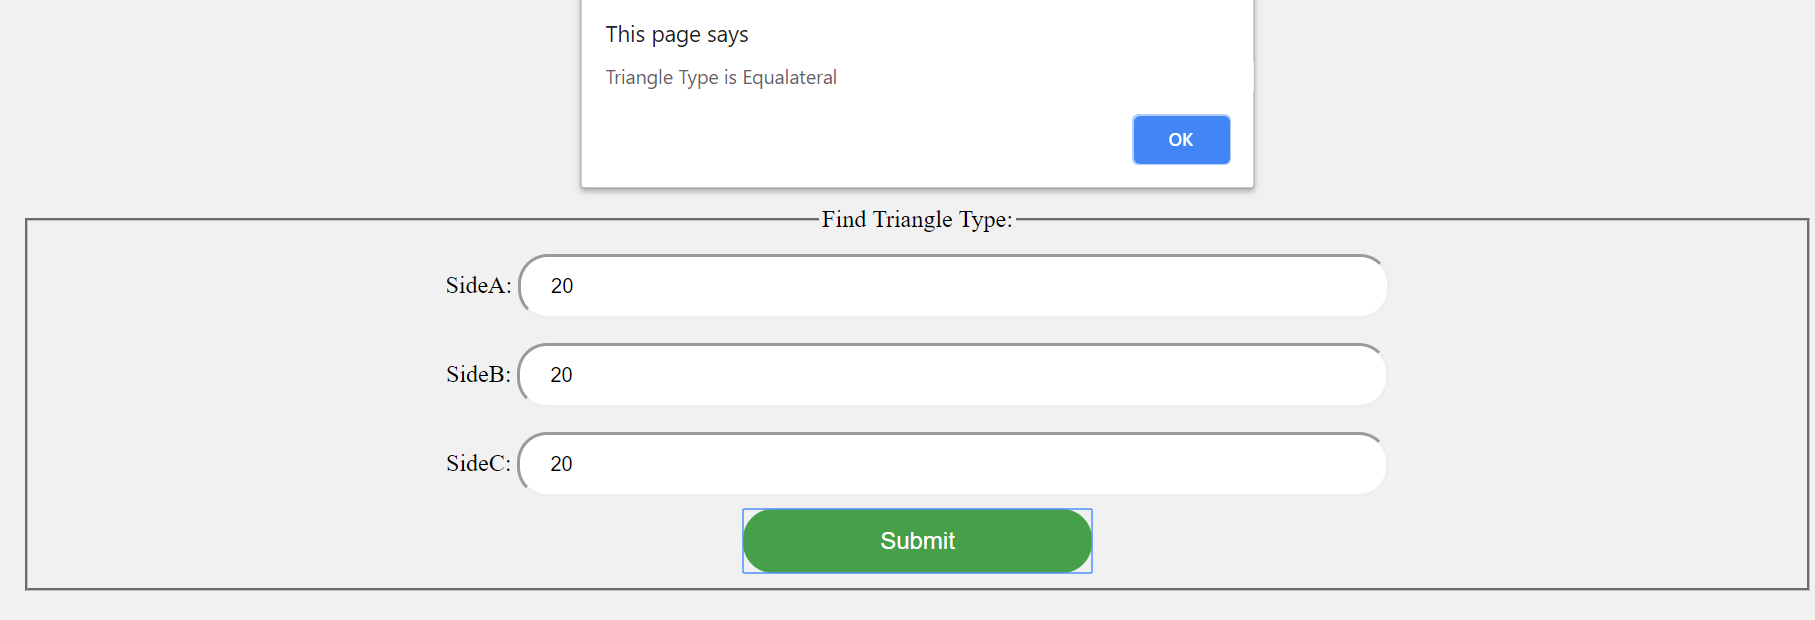 This page says
Triangle Type is Equalateral
OK
Find Triangle Type:
SideA: 20
SideB: 20
SideC: 20
Submit